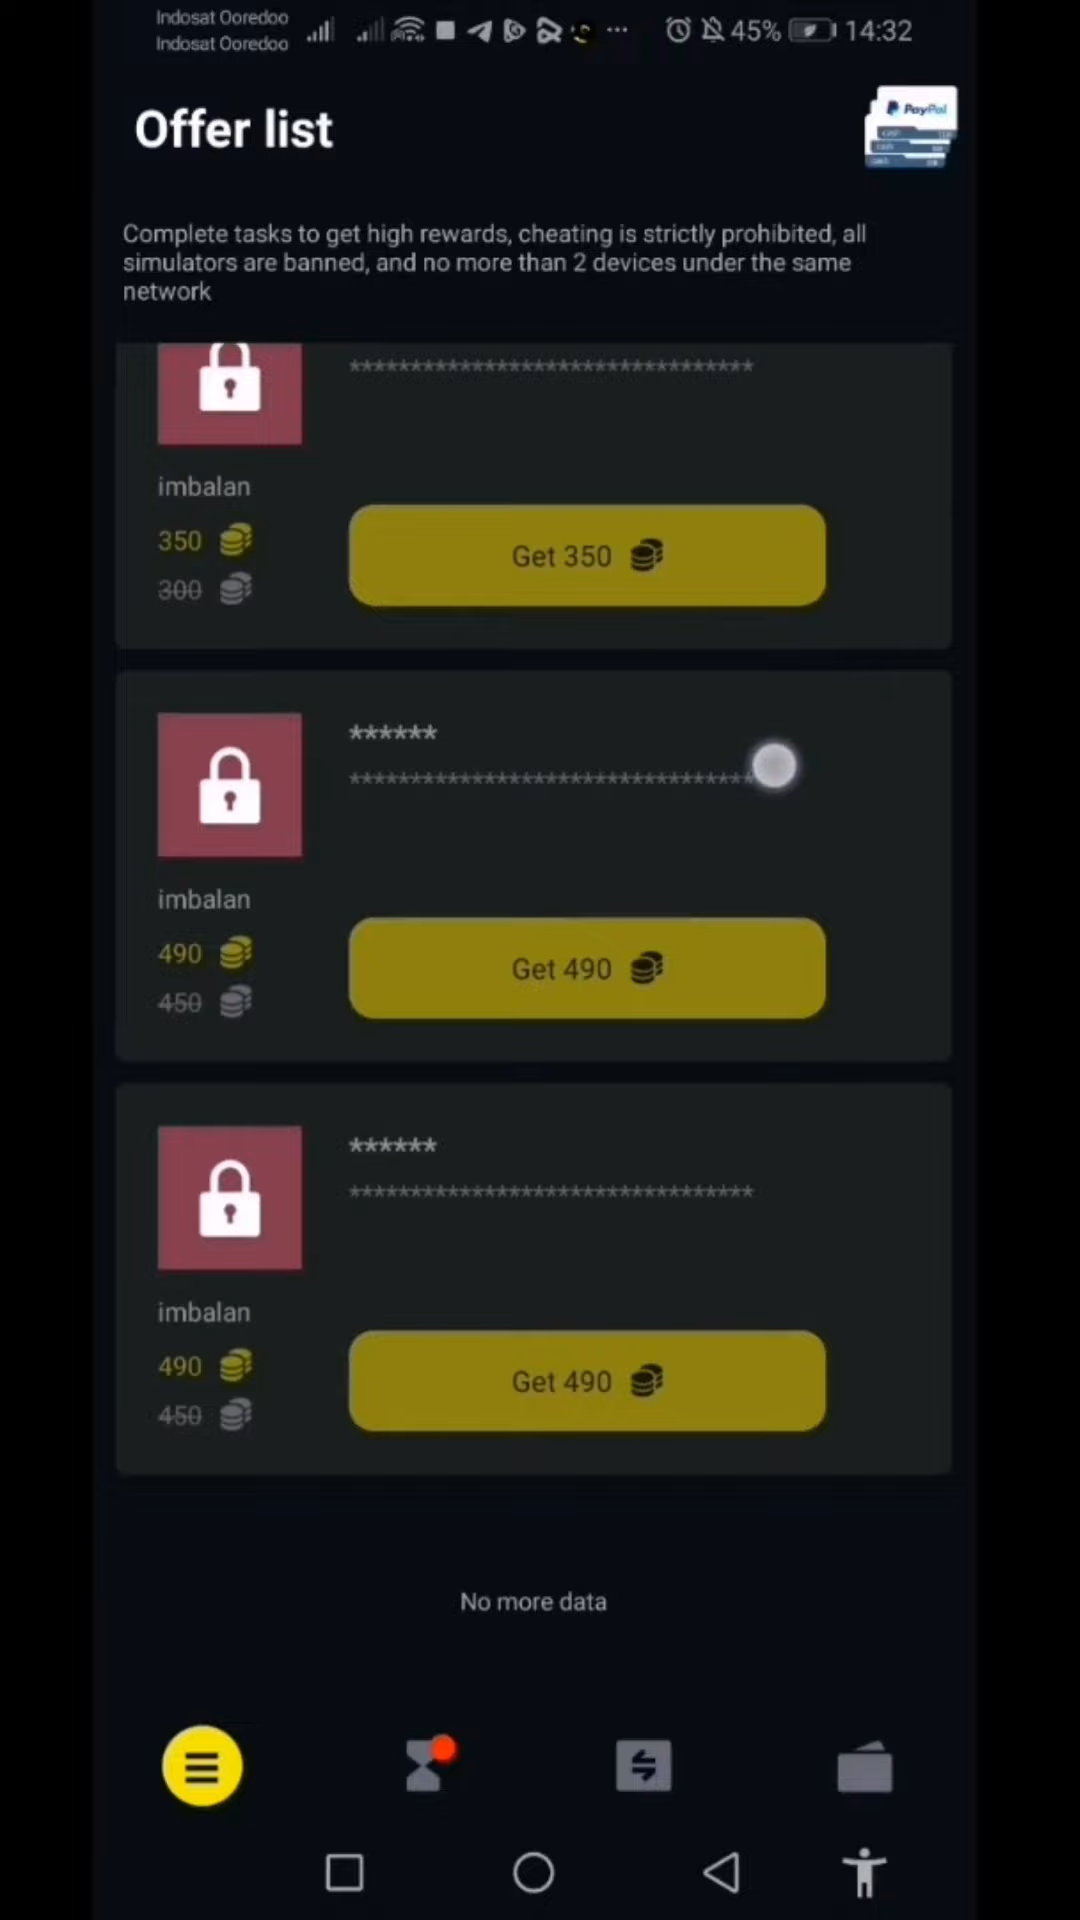 Indosat Ooredoo
Indosat Ooredoo
45%
14:32
Offer list
PayPal
Complete tasks to get high rewards, cheating is strictly prohibited, all
simulators are banned, and no more than 2 devices under the same
network
*********************************
imbalan
350
300
Get 350
******
*********************************
imbalan
490
450
Get 490
******
*********************************
imbalan
490
450
Get 490
No more data